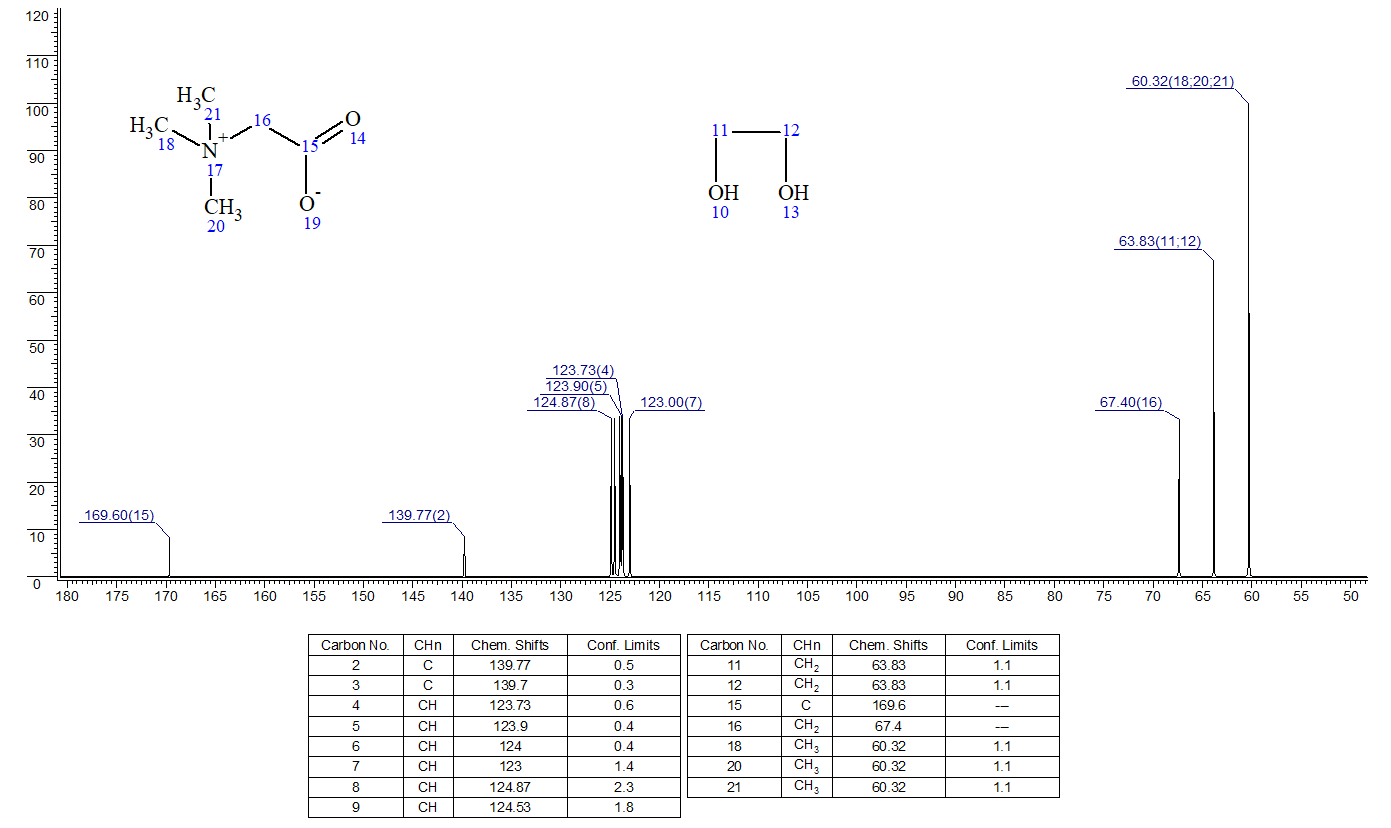 120
110
100
90
80
70
60
50
40
30
20
10
0
H3C
21
H3C
18
N+
17
16
15
O
14
O-
19
CH3
20
11
12
OH
10
OH
13
60.32(18;20;21)
63.83(11;12)
67.40(16)
123.73(4)
123.90(5)
124.87(8)
123.00(7)
139.77(2)
169.60(15)
180 175 170 165 160 155 150 145 140 135 130 125 120 115 110 105 100 95 90 85 80 75 70 65 60 55 50
Carbon No. CHn Chem. Shifts Conf. Limits
2 C 139.77 0.5
3 C 139.7 0.3
4 CH 123.73 0.6
5 CH 123.9 0.4
6 CH 124 0.4
7 CH 123 1.4
8 CH 124.87 2.3
9 CH 124.53 1.8
Carbon No. CHn Chem. Shifts Conf. Limits
11 CH2 63.83 1.1
12 CH2 63.83 1.1
15 C 169.6 ---
16 CH2 67.4 ---
18 CH3 60.32 1.1
20 CH3 60.32 1.1
21 CH3 60.32 1.1